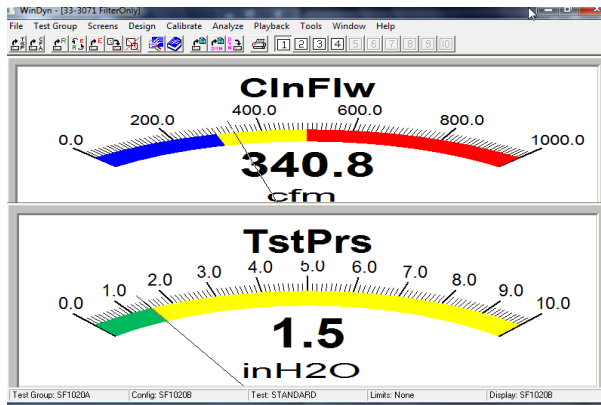 WinDyn - [33-3071 FilterOnly]
File Test Group Screens Design Calibrate Analyze Playback Tools Window Help
1 2 3 4 5 6 7 8 9 10
ClnFlw
0.0 200.0 400.0 600.0 800.0 1000.0
340.8
cfm
TstPrs
0.0 1.0 2.0 3.0 4.0 5.0 6.0 7.0 8.0 9.0 10.0
1.5
inH2O
Test Group: SF1020A Config: SF1020B Test: STANDARD Limits: None Display: SF1020B